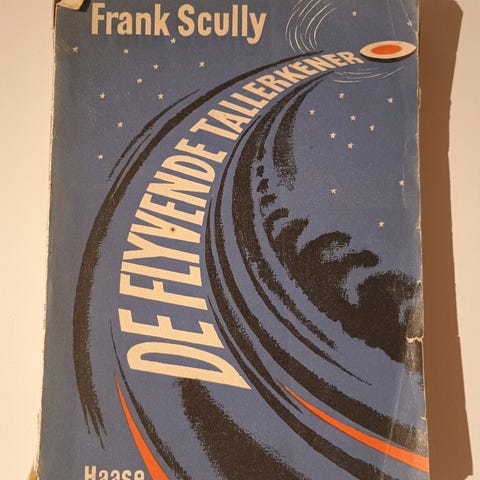 Frank Scully
DE FLYVENDE TALLERKENER
Haase